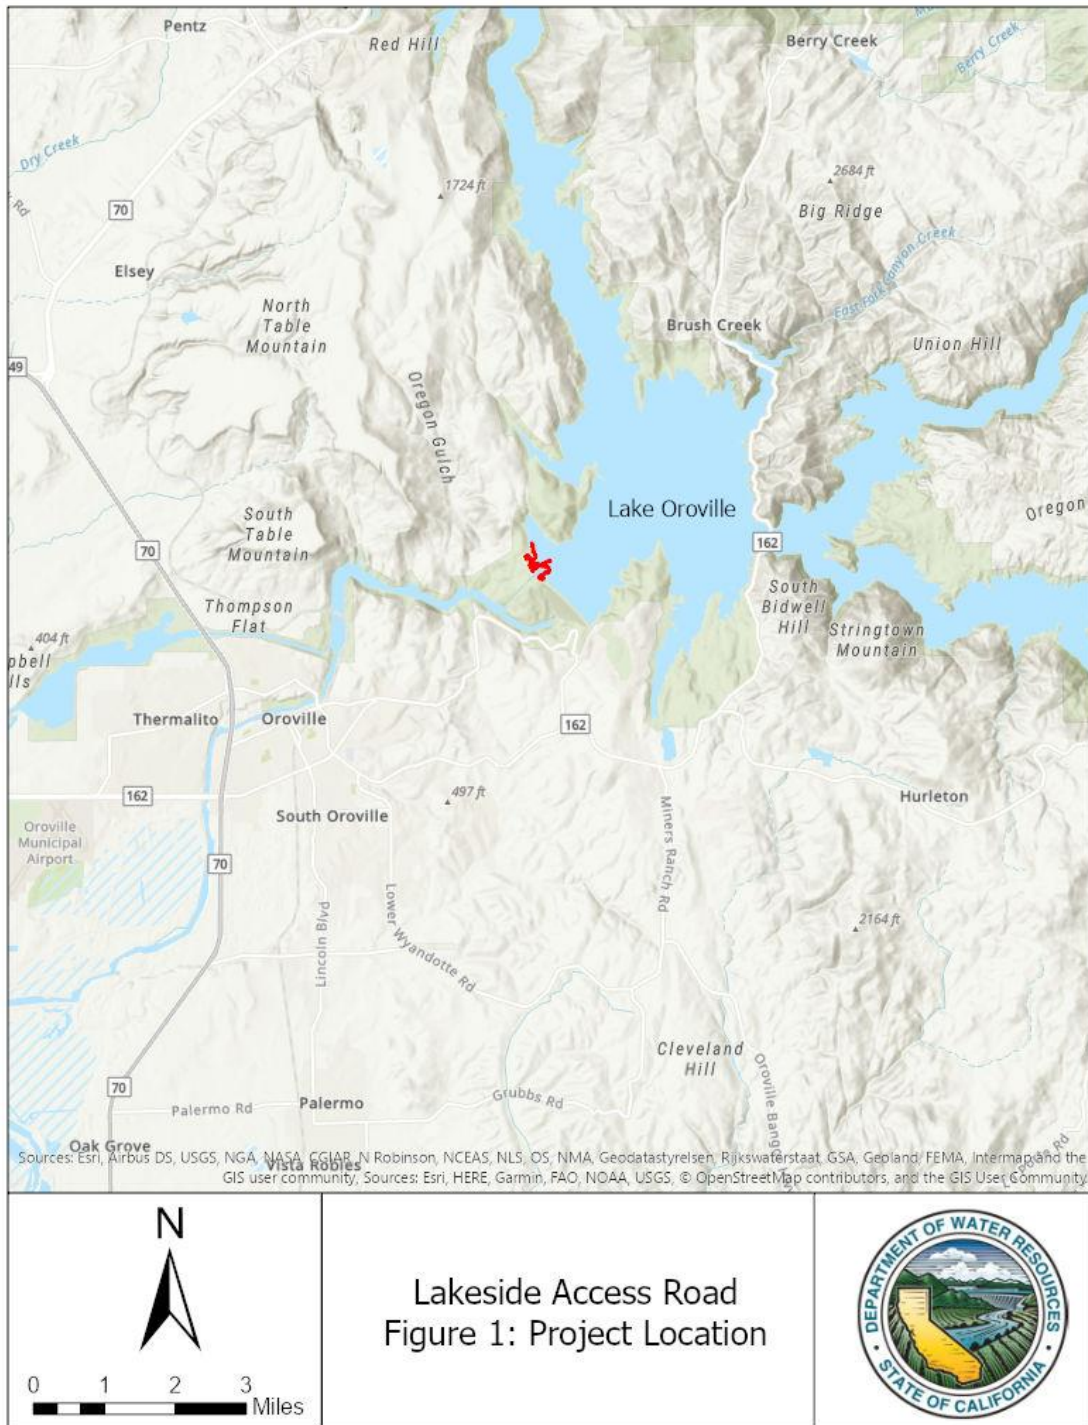 Pentz
Red Hill
Berry Creek
Berry Creek
Dry Creek
1724 ft
2684 ft
Big Ridge
70
Elsey
East Fork Canyon Creek
North
Table
Mountain
Brush Creek
Union Hill
49
Oregon Gulch
Lake Oroville
Oregon
South
Table
Mountain
70
162
Thompson
Flat
South
Bidwell
Hill
Stringtown
Mountain
404 ft
Thermalito
Oroville
162
162
497 ft
Hurleton
South Oroville
Oroville
Municipal
Airport
Miners Ranch Rd
70
Lower Wyandotte Rd
Lincoln Blvd
2164 ft
Cleveland
Hill
70
Palermo Rd
Palermo
Grubbs Rd
Oak Grove
Vista Robles
Sources: Esri, Airbus DS, USGS, NGA, NASA, CGIAR, N Robinson, NCEAS, NLS, OS, NMA, Geodatastyrelsen, Rijkswaterstaat, GSA, Geoland, FEMA, Intermap and the
GIS user community, Sources: Esri, HERE, Garmin, FAO, NOAA, USGS, © OpenStreetMap contributors, and the GIS User Community
N
0 1 2 3
Miles
Lakeside Access Road
Figure 1: Project Location
DEPARTMENT OF WATER RESOURCES
STATE OF CALIFORNIA